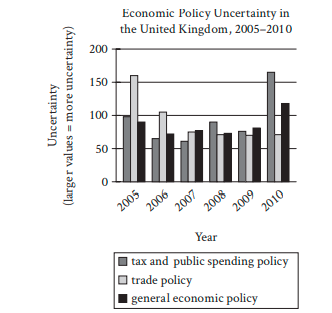 Economic Policy Uncertainty in
the United Kingdom, 2005–2010
Uncertainty
(larger values = more uncertainty)
200
150
100
50
0
2005 2006 2007 2008 2009 2010
Year
tax and public spending policy
trade policy
general economic policy